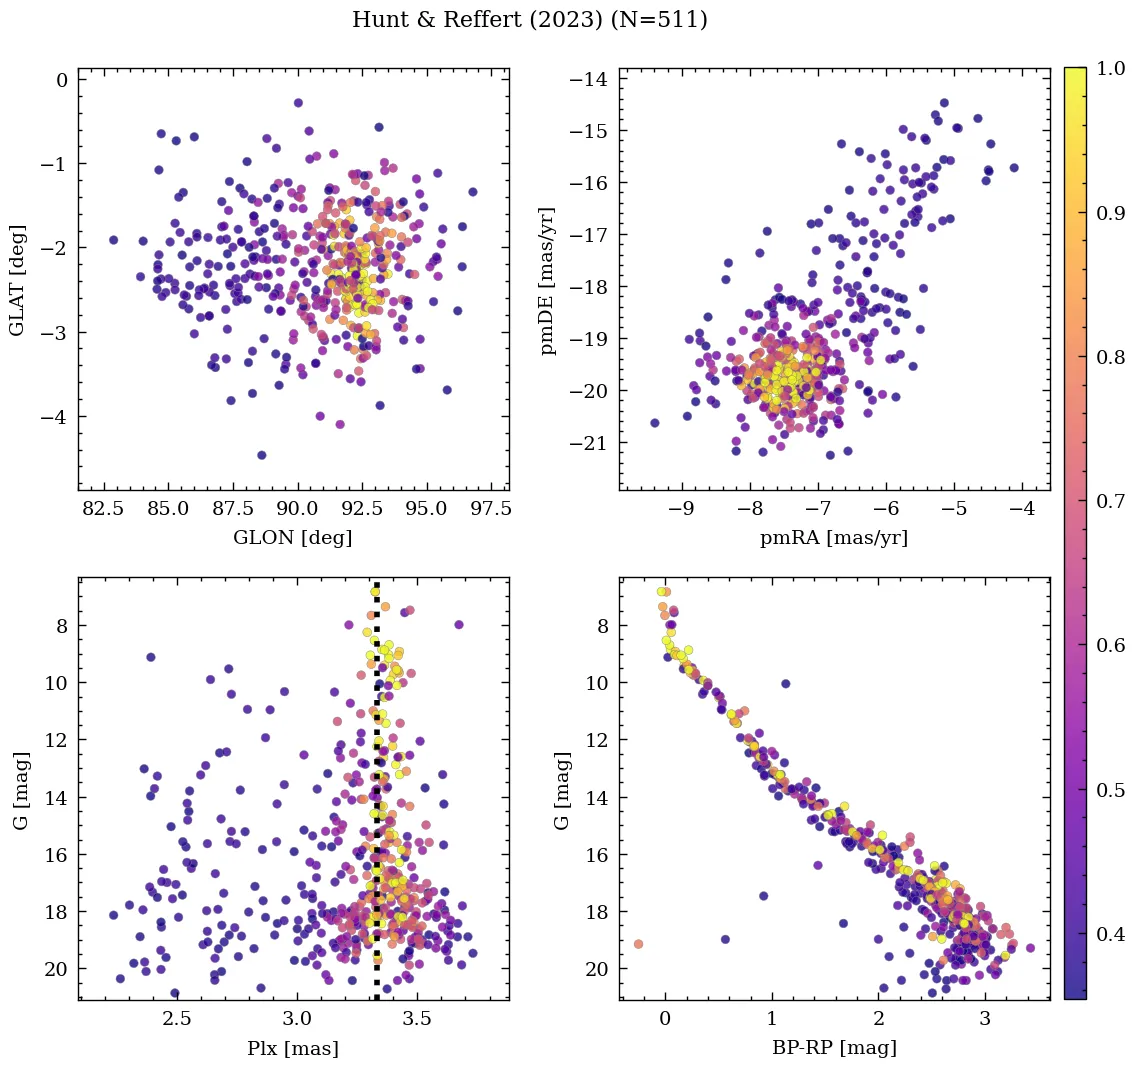 Hunt & Reffert (2023) (N=511)
0
−1
−2
−3
−4
GLAT [deg]
82.5 85.0 87.5 90.0 92.5 95.0 97.5
GLON [deg]
−14
−15
−16
−17
−18
−19
−20
−21
pmDE [mas/yr]
−9 −8 −7 −6 −5 −4
pmRA [mas/yr]
1.0
0.9
0.8
0.7
0.6
0.5
0.4
8
10
12
14
16
18
20
G [mag]
2.5 3.0 3.5
Plx [mas]
8
10
12
14
16
18
20
G [mag]
0 1 2 3
BP-RP [mag]